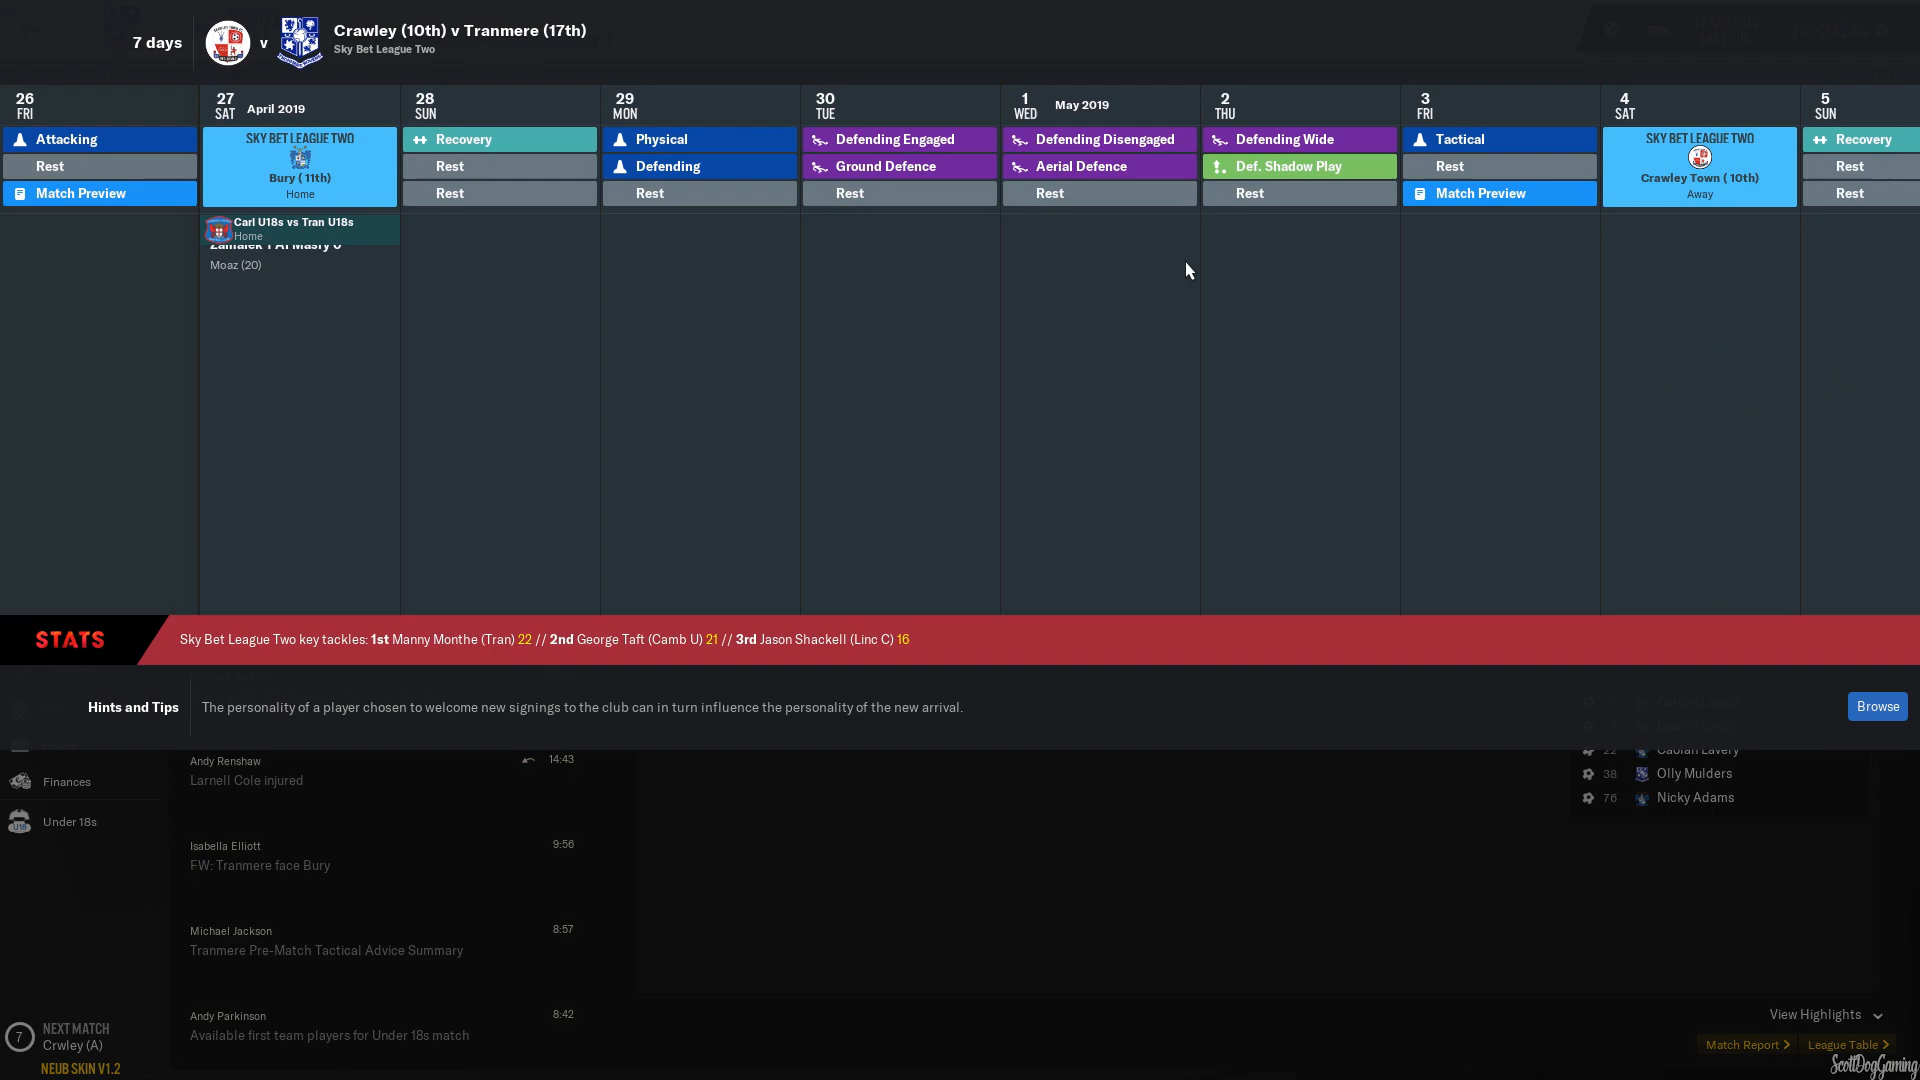 7 days
v
Crawley (10th) v Tranmere (17th)
Sky Bet League Two
26 FRI
27 SAT April 2019
28 SUN
29 MON
30 TUE
1 WED May 2019
2 THU
3 FRI
4 SAT
5 SUN
Attacking
Rest
Match Preview
SKY BET LEAGUE TWO
Bury ( 11th)
Home
Carl U18s vs Tran U18s
Home
Moaz (20)
Recovery
Rest
Rest
Physical
Defending
Rest
Defending Engaged
Ground Defence
Rest
Defending Disengaged
Aerial Defence
Rest
Defending Wide
Def. Shadow Play
Rest
Tactical
Rest
Match Preview
SKY BET LEAGUE TWO
Crawley Town ( 10th)
Away
Recovery
Rest
Rest
STATS
Sky Bet League Two key tackles: 1st Manny Monthe (Tran) 22 // 2nd George Taft (Camb U) 21 // 3rd Jason Shackell (Linc C) 16
Hints and Tips
The personality of a player chosen to welcome new signings to the club can in turn influence the personality of the new arrival.
Browse
22 Caolan Lavery
38 Olly Mulders
76 Nicky Adams
Finances
U18 Under 18s
Andy Renshaw 14:43
Larnell Cole injured
Isabella Elliott 9:56
FW: Tranmere face Bury
Michael Jackson 8:57
Tranmere Pre-Match Tactical Advice Summary
Andy Parkinson 8:42
Available first team players for Under 18s match
7
NEXT MATCH
Crwley (A)
NEUB SKIN V1.2
View Highlights
Match Report
League Table
ScottDogGaming